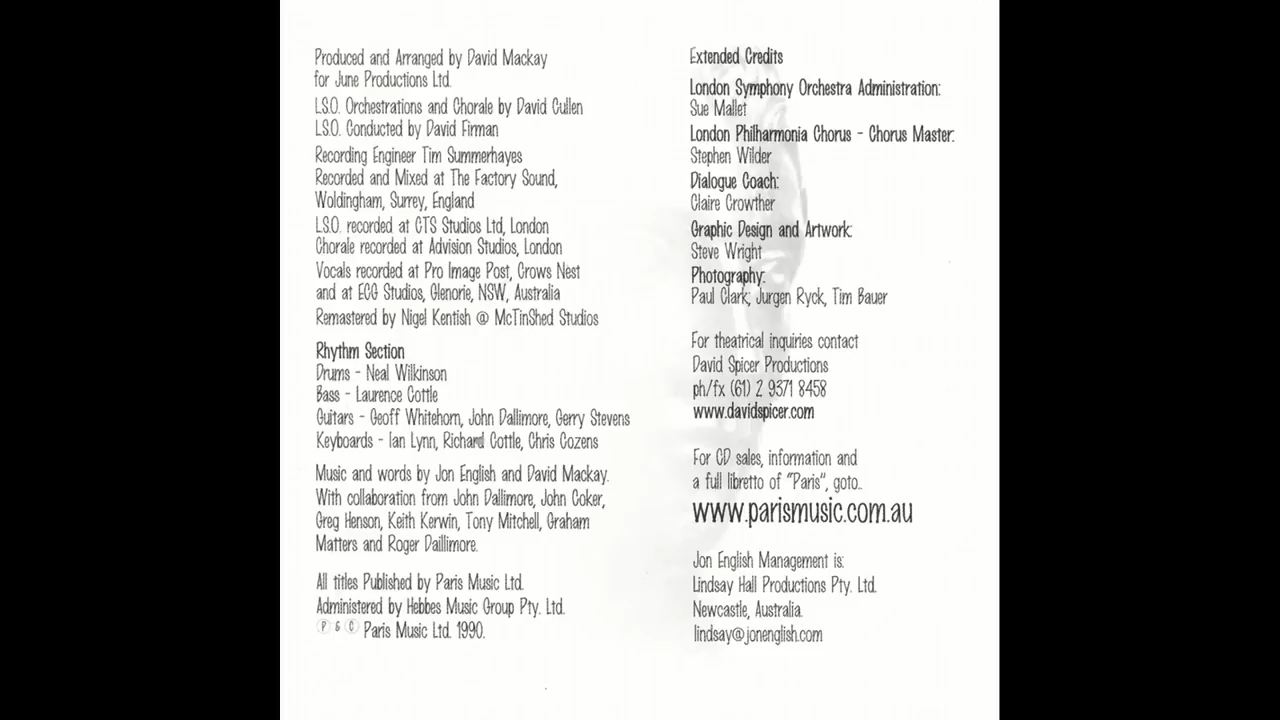 Produced and Arranged by David Mackay
for June Productions Ltd.
L.S.O. Orchestrations and Chorale by David Cullen
L.S.O. Conducted by David Firman
Recording Engineer Tim Summerhayes
Recorded and Mixed at The Factory Sound,
Woldingham, Surrey, England
L.S.O. recorded at CTS Studios Ltd, London
Chorale recorded at Advision Studios, London
Vocals recorded at Pro Image Post, Crows Nest
and at ECG Studios, Glenorie, NSW, Australia
Remastered by Nigel Kentish @ McTinShed Studios
Rhythm Section
Drums - Neal Wilkinson
Bass - Laurence Cottle
Guitars - Geoff Whitehorn, John Dallimore, Gerry Stevens
Keyboards - Ian Lynn, Richard Cottle, Chris Cozens
Music and words by Jon English and David Mackay.
With collaboration from John Dallimore, John Coker,
Greg Henson, Keith Kerwin, Tony Mitchell, Graham
Matters and Roger Daillimore.
All titles Published by Paris Music Ltd.
Administered by Hebbes Music Group Pty. Ltd.
Ⓟ & Ⓒ Paris Music Ltd. 1990.
Extended Credits
London Symphony Orchestra Administration:
Sue Mallet
London Philharmonia Chorus - Chorus Master:
Stephen Wilder
Dialogue Coach:
Claire Crowther
Graphic Design and Artwork:
Steve Wright
Photography:
Paul Clark; Jurgen Ryck, Tim Bauer
For theatrical inquiries contact
David Spicer Productions
ph/fx (61) 2 9371 8458
www.davidspicer.com
For CD sales, information and
a full libretto of "Paris", goto..
www.parismusic.com.au
Jon English Management is:
Lindsay Hall Productions Pty. Ltd.
Newcastle, Australia.
lindsay@jonenglish.com